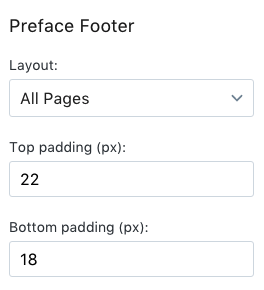 Preface Footer
Layout:
All Pages
Top padding (px):
22
Bottom padding (px):
18